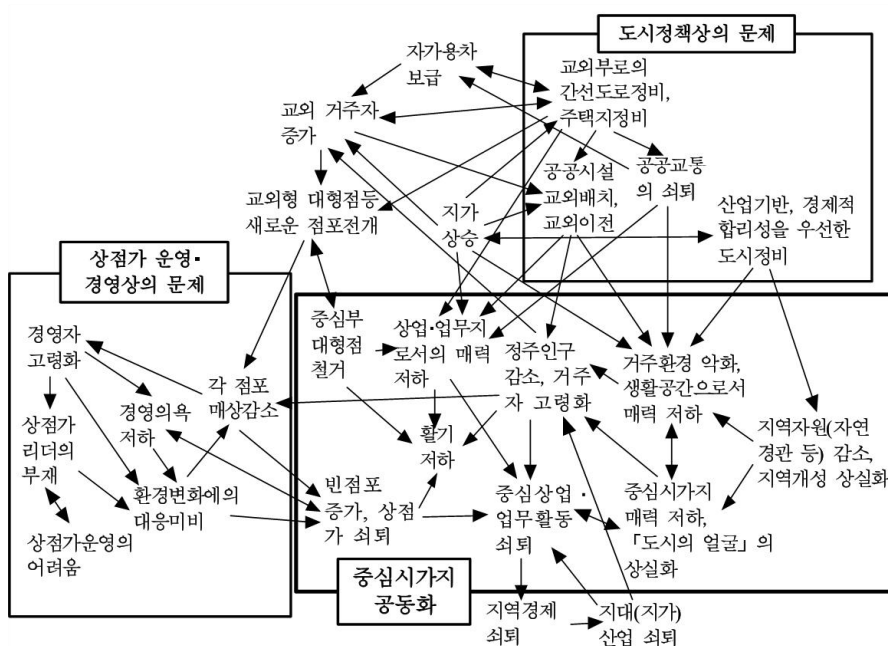 도시정책상의 문제
자가용차
보급
교외부로의
간선도로정비,
주택지정비
교외 거주자
증가
공공시설
교외배치,
교외이전
공공교통
의 쇠퇴
교외형 대형점등
새로운 점포전개
지가
상승
산업기반, 경제적
합리성을 우선한
도시정비
상점가 운영·
경영상의 문제
경영자
고령화
중심부
대형점
철거
상업·업무지
로서의 매력
저하
정주인구
감소, 거주
자 고령화
거주환경 악화,
생활공간으로서
매력 저하
각 점포
매상감소
경영의욕
저하
상점가
리더의
부재
활기
저하
지역자원(자연
경관 등) 감소,
지역개성 상실화
환경변화에의
대응미비
빈점포
증가, 상점
가 쇠퇴
중심상업·
업무활동
쇠퇴
중심시가지
매력 저하,
「도시의 얼굴」의
상실화
상점가운영의
어려움
중심시가지
공동화
지역경제
쇠퇴
지대(지가)
산업 쇠퇴